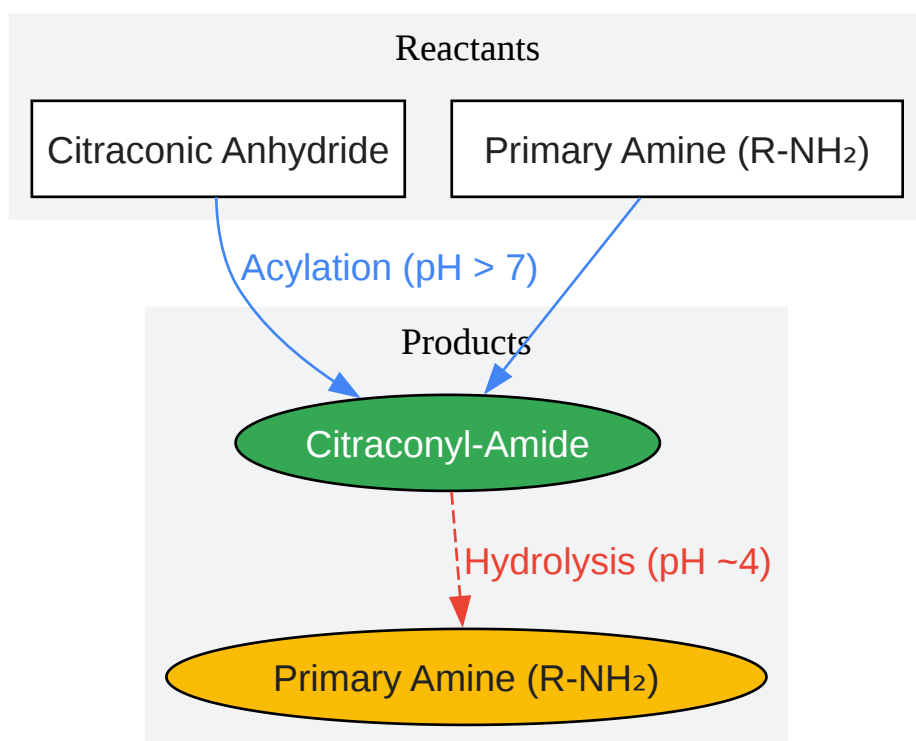 Reactants
Citraconic Anhydride
Primary Amine (R-NH₂)
Acylation (pH > 7)
Products
Citraconyl-Amide
Hydrolysis (pH ~4)
Primary Amine (R-NH₂)